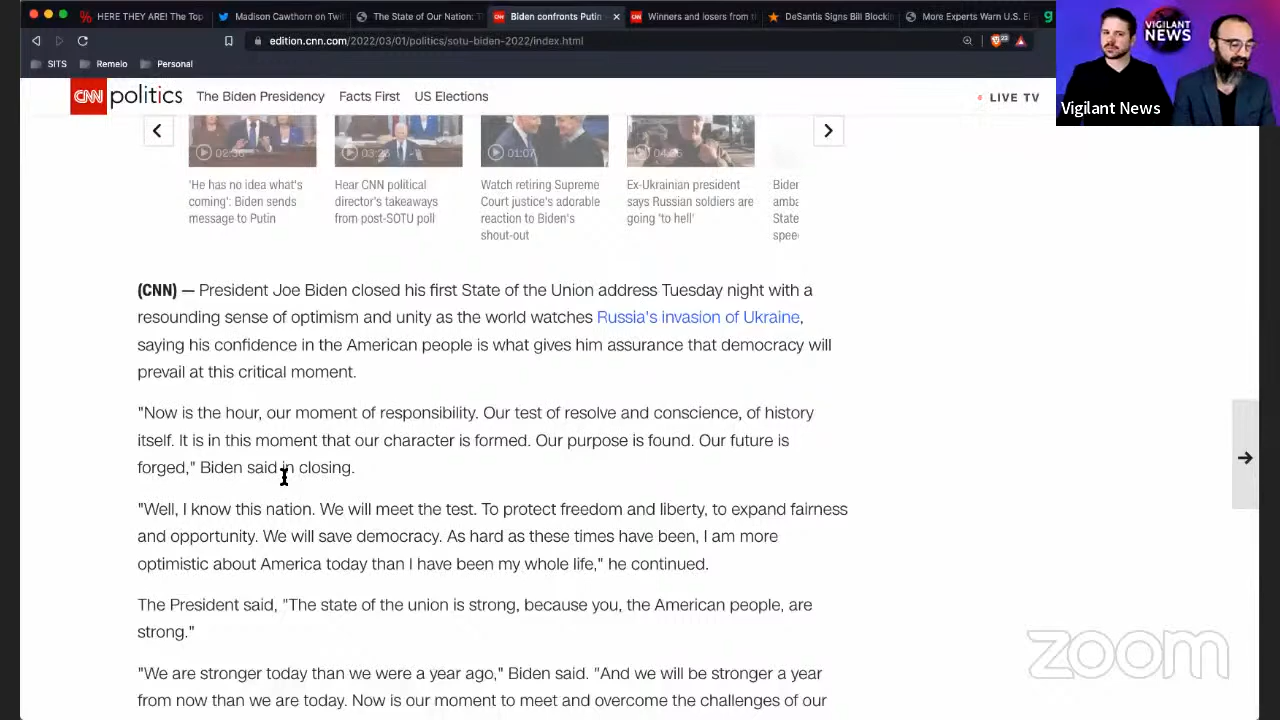 HERE THEY ARE! The Top
Madison Cawthorn on Twit
The State of Our Nation: T
Biden confronts Putin
Winners and losers from t
DeSantis Signs Bill Blocki
More Experts Warn U.S. E
edition.cnn.com/2022/03/01/politics/sotu-biden-2022/index.html
23
SITS Remeio Personal
VIGILANT
NEWS
Vigilant News
CNN politics The Biden Presidency Facts First US Elections LIVE TV
02:36 01:07
'He has no idea what's
coming': Biden sends
message to Putin
Hear CNN political
director's takeaways
from post-SOTU poll
Watch retiring Supreme
Court justice's adorable
reaction to Biden's
shout-out
Ex-Ukrainian president
says Russian soldiers are
going 'to hell'
Biden
amba
State
spee
(CNN) — President Joe Biden closed his first State of the Union address Tuesday night with a
resounding sense of optimism and unity as the world watches Russia's invasion of Ukraine,
saying his confidence in the American people is what gives him assurance that democracy will
prevail at this critical moment.
"Now is the hour, our moment of responsibility. Our test of resolve and conscience, of history
itself. It is in this moment that our character is formed. Our purpose is found. Our future is
forged," Biden said in closing.
"Well, I know this nation. We will meet the test. To protect freedom and liberty, to expand fairness
and opportunity. We will save democracy. As hard as these times have been, I am more
optimistic about America today than I have been my whole life," he continued.
The President said, "The state of the union is strong, because you, the American people, are
strong."
"We are stronger today than we were a year ago," Biden said. "And we will be stronger a year
from now than we are today. Now is our moment to meet and overcome the challenges of our
zoom